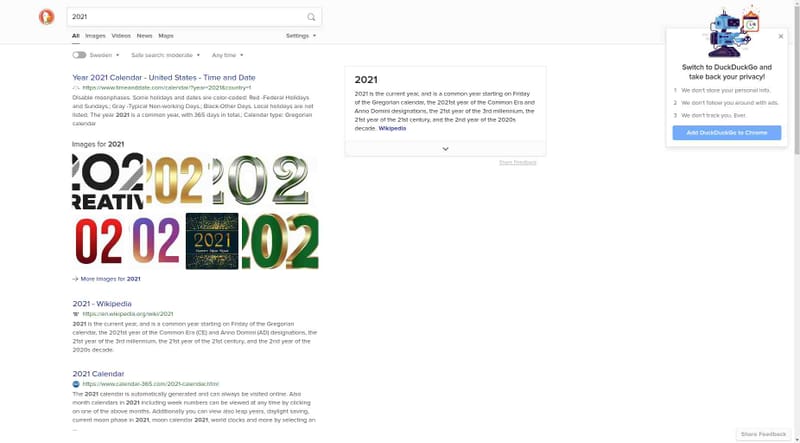 2021
All Images Videos News Maps Settings
Sweden Safe search: moderate Any time
Year 2021 Calendar - United States - Time and Date
https://www.timeanddate.com/calendar/?year=2021&country=1
Disable moonphases. Some holidays and dates are color-coded: Red -Federal Holidays
and Sundays.; Gray -Typical Non-working Days.; Black-Other Days. Local holidays are not
listed. The year 2021 is a common year, with 365 days in total.; Calendar type: Gregorian
calendar
Images for 2021
202
REATIV
202
202
02
02
2021
202
More Images for 2021
2021 - Wikipedia
https://en.wikipedia.org/wiki/2021
2021 is the current year, and is a common year starting on Friday of the Gregorian
calendar, the 2021st year of the Common Era (CE) and Anno Domini (AD) designations, the
21st year of the 3rd millennium, the 21st year of the 21st century, and the 2nd year of the
2020s decade.
2021 Calendar
https://www.calendar-365.com/2021-calendar.html
The 2021 calendar is automatically generated and can always be visited online. Also
month calendars in 2021 including week numbers can be viewed at any time by clicking
on one of the above months. Additionally you can view also leap years, daylight saving,
current moon phase in 2021, moon calendar 2021, world clocks and more by selecting an
...
2021
2021 is the current year, and is a common year starting on Friday of
the Gregorian calendar, the 2021st year of the Common Era and
Anno Domini designations, the 21st year of the 3rd millennium,
the 21st year of the 21st century, and the 2nd year of the 2020s
decade. Wikipedia
Share Feedback
Switch to DuckDuckGo and
take back your privacy!
1 We don't store your personal info.
2 We don't follow you around with ads.
3 We don't track you. Ever.
Add DuckDuckGo to Chrome
Share Feedback